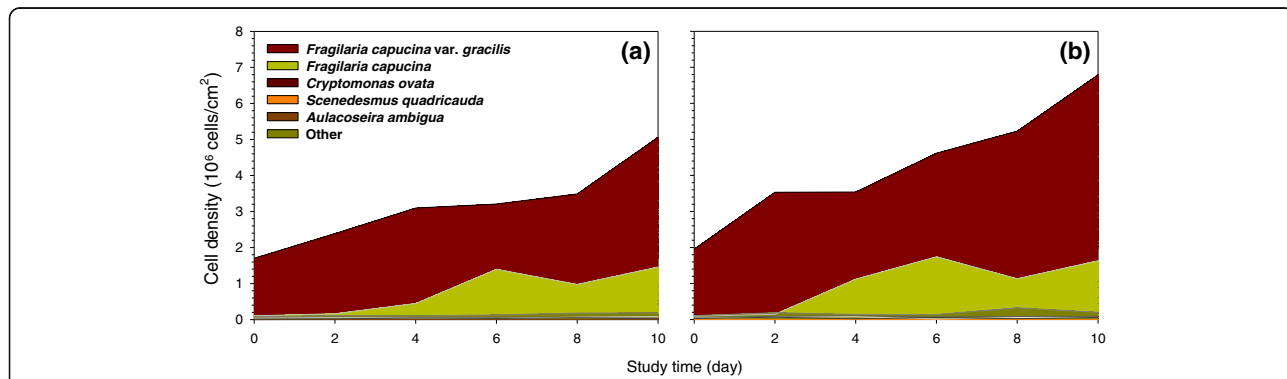 8
7
6
5
4
3
2
1
0
Cell density (10⁶ cells/cm²)
Fragilaria capucina var. gracilis
Fragilaria capucina
Cryptomonas ovata
Scenedesmus quadricauda
Aulacoseira ambigua
Other
(a)
(b)
0 2 4 6 8 10
0 2 4 6 8 10
Study time (day)